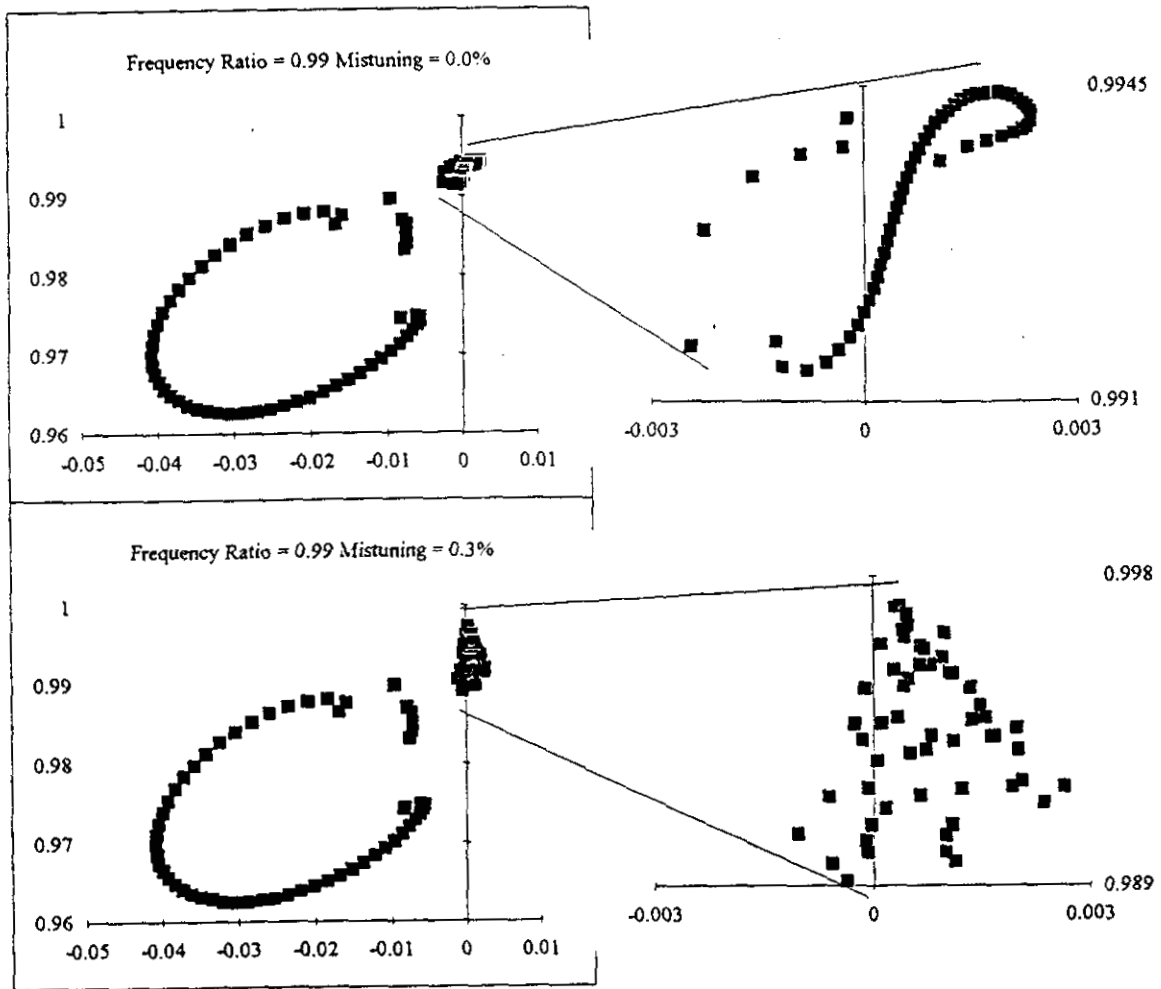 Frequency Ratio = 0.99 Mistuning = 0.0%
1
0.99
0.98
0.97
0.96
-0.05 -0.04 -0.03 -0.02 -0.01 0 0.01
0.9945
0.991
-0.003 0 0.003
Frequency Ratio = 0.99 Mistuning = 0.3%
1
0.99
0.98
0.97
0.96
-0.05 -0.04 -0.03 -0.02 -0.01 0 0.01
0.998
0.989
-0.003 0 0.003